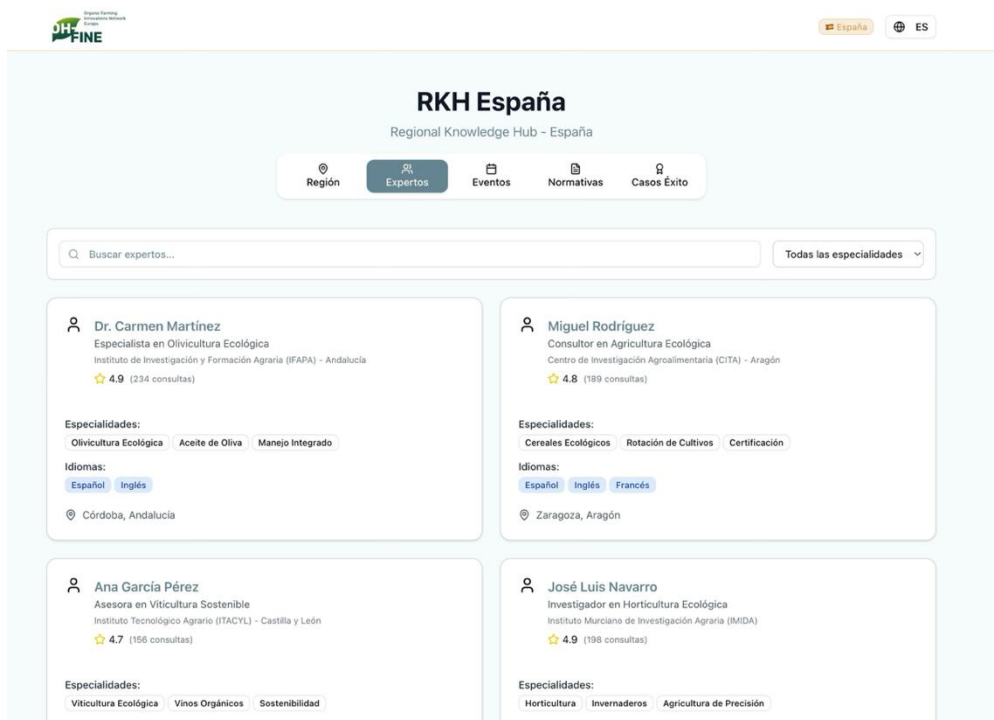 Organic Farming
Innovations Network
Europe
OH-FINE
España
ES
RKH España
Regional Knowledge Hub - España
Región
Expertos
Eventos
Normativas
Casos Éxito
Buscar expertos...
Todas las especialidades
Dr. Carmen Martínez
Especialista en Olivicultura Ecológica
Instituto de Investigación y Formación Agraria (IFAPA) - Andalucía
4.9 (234 consultas)
Especialidades:
Olivicultura Ecológica Aceite de Oliva Manejo Integrado
Idiomas:
Español Inglés
Córdoba, Andalucía
Miguel Rodríguez
Consultor en Agricultura Ecológica
Centro de Investigación Agroalimentaria (CITA) - Aragón
4.8 (189 consultas)
Especialidades:
Cereales Ecológicos Rotación de Cultivos Certificación
Idiomas:
Español Inglés Francés
Zaragoza, Aragón
Ana García Pérez
Asesora en Viticultura Sostenible
Instituto Tecnológico Agrario (ITACYL) - Castilla y León
4.7 (156 consultas)
Especialidades:
Viticultura Ecológica Vinos Orgánicos Sostenibilidad
José Luis Navarro
Investigador en Horticultura Ecológica
Instituto Murciano de Investigación Agraria (IMIDA)
4.9 (198 consultas)
Especialidades:
Horticultura Invernaderos Agricultura de Precisión